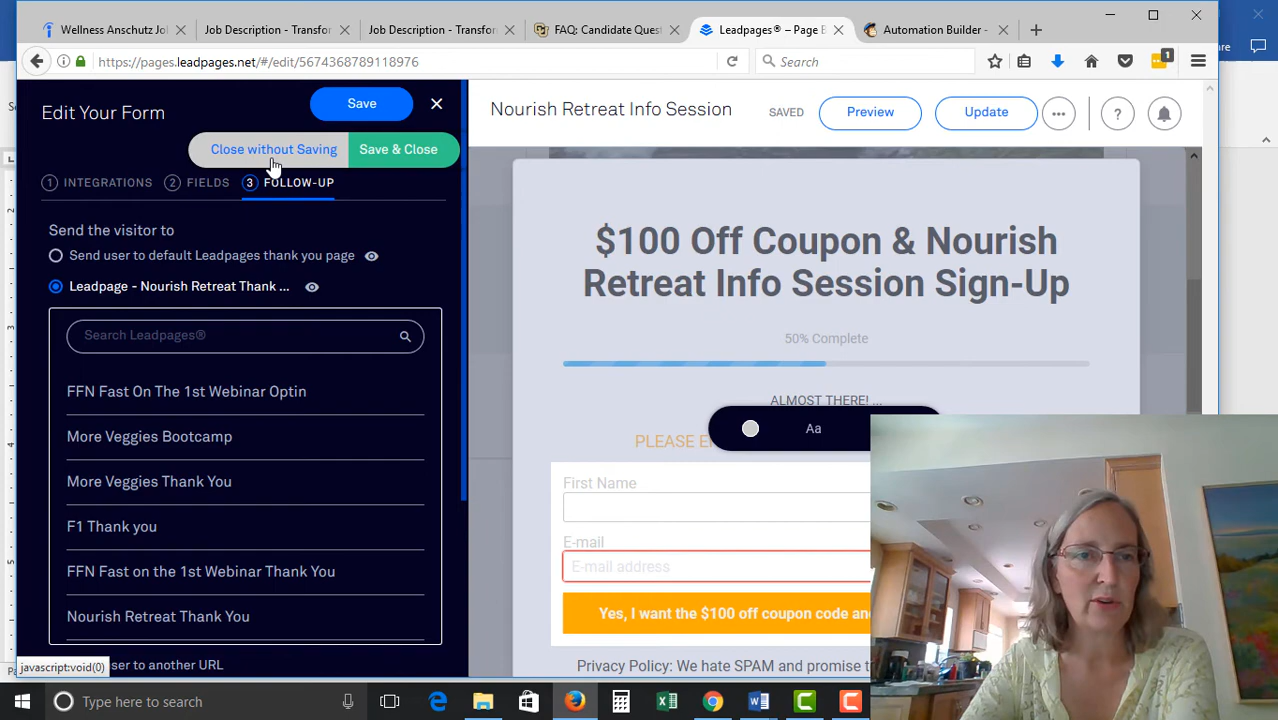 Wellness Anschutz Jo
Job Description - Transfor
Job Description - Transfor
FAQ: Candidate Quest
Leadpages® – Page B
Automation Builder -
https://pages.leadpages.net/#/edit/5674368789118976
Search
1
Edit Your Form
Save
Close without Saving
Save & Close
1 INTEGRATIONS
2 FIELDS
3 FOLLOW-UP
Send the visitor to
Send user to default Leadpages thank you page
Leadpage - Nourish Retreat Thank ...
Search Leadpages®
FFN Fast On The 1st Webinar Optin
More Veggies Bootcamp
More Veggies Thank You
F1 Thank you
FFN Fast on the 1st Webinar Thank You
Nourish Retreat Thank You
user to another URL
javascript:void(0)
Nourish Retreat Info Session
SAVED
Preview
Update
?
$100 Off Coupon & Nourish
Retreat Info Session Sign-Up
50% Complete
ALMOST THERE! ...
Aa
PLEASE E
First Name
E-mail
E-mail address
Yes, I want the $100 off coupon code an
Privacy Policy: We hate SPAM and promise t
Type here to search